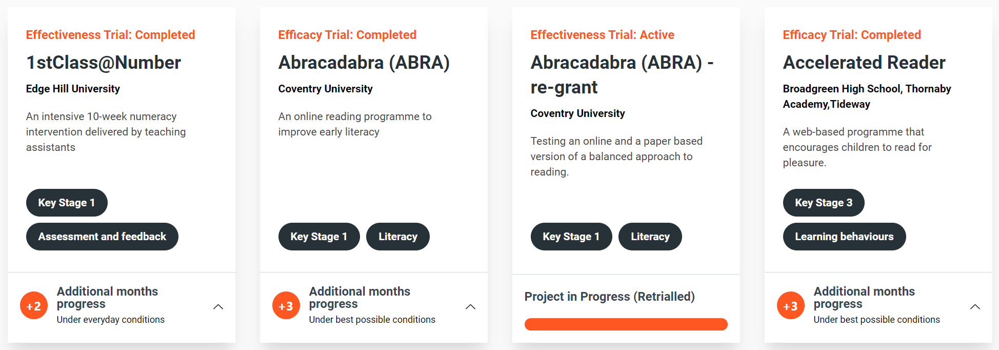 Effectiveness Trial: Completed
1stClass@Number
Edge Hill University
An intensive 10-week numeracy
intervention delivered by teaching
assistants
Key Stage 1
Assessment and feedback
+2
Additional months
progress
Under everyday conditions
Efficacy Trial: Completed
Abracadabra (ABRA)
Coventry University
An online reading programme to
improve early literacy
Key Stage 1
Literacy
+3
Additional months
progress
Under best possible conditions
Effectiveness Trial: Active
Abracadabra (ABRA) -
re-grant
Coventry University
Testing an online and a paper based
version of a balanced approach to
reading.
Key Stage 1
Literacy
Project in Progress (Retrialled)
Efficacy Trial: Completed
Accelerated Reader
Broadgreen High School, Thornaby
Academy,Tideway
A web-based programme that
encourages children to read for
pleasure.
Key Stage 3
Learning behaviours
+3
Additional months
progress
Under best possible conditions